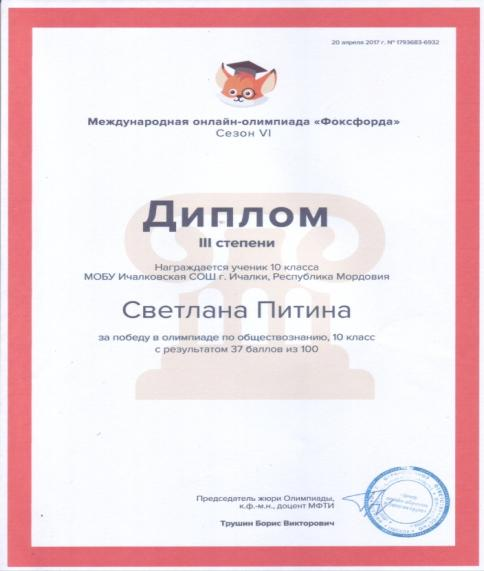 20 апреля 2017 г. № 1793683-6932
Международная онлайн-олимпиада «Фоксфорда»
Сезон VI
Диплом
III степени
Награждается ученик 10 класса
МОБУ Ичалковская СОШ г. Ичалки, Республика Мордовия
Светлана Питина
за победу в олимпиаде по обществознанию, 10 класс
с результатом 37 баллов из 100
Председатель жюри Олимпиады,
к.ф-м.н., доцент МФТИ
Трушин Борис Викторович